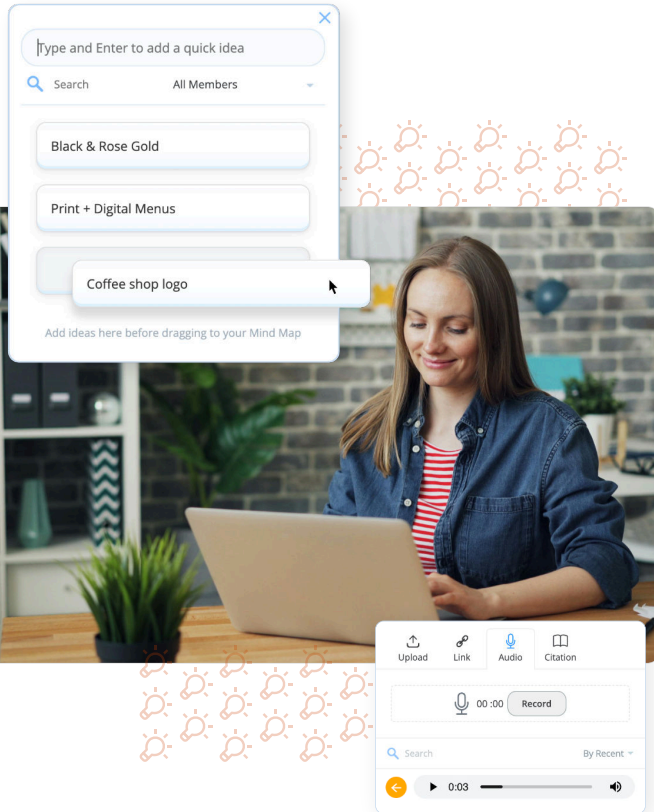 Type and Enter to add a quick idea
Search All Members
Black & Rose Gold
Print + Digital Menus
Coffee shop logo
Add ideas here before dragging to your Mind Map
Upload Link Audio Citation
00 :00 Record
Search By Recent
0:03